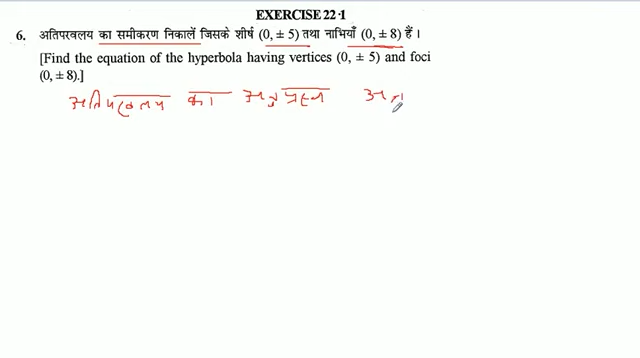 EXERCISE 22·1
6. अतिपरवलय का समीकरण निकालें जिसके शीर्ष (0, ± 5) तथा नाभियाँ (0, ± 8) हैं ।
[Find the equation of the hyperbola having vertices (0, ± 5) and foci
(0, ± 8).]
अतिपरवलय का अनुप्रस्थ